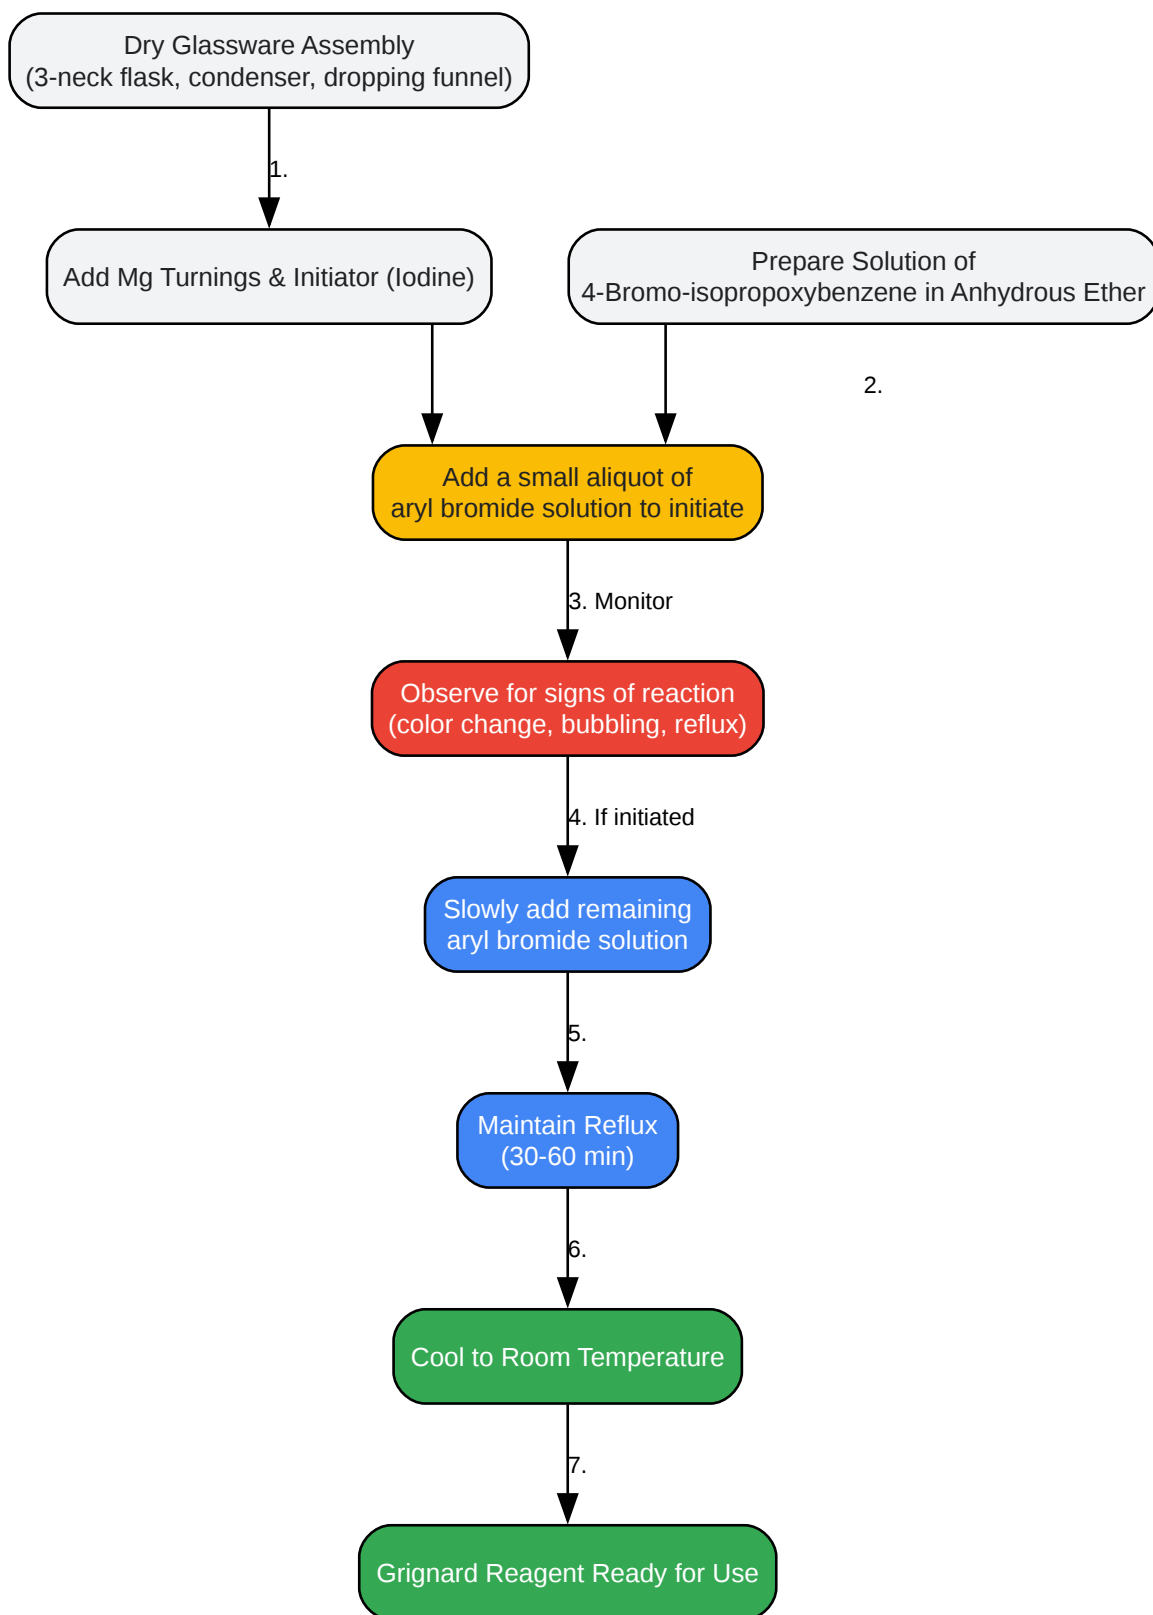 Dry Glassware Assembly
(3-neck flask, condenser, dropping funnel)
1.
Add Mg Turnings & Initiator (Iodine)
Prepare Solution of
4-Bromo-isopropoxybenzene in Anhydrous Ether
2.
Add a small aliquot of
aryl bromide solution to initiate
3. Monitor
Observe for signs of reaction
(color change, bubbling, reflux)
4. If initiated
Slowly add remaining
aryl bromide solution
5.
Maintain Reflux
(30-60 min)
6.
Cool to Room Temperature
7.
Grignard Reagent Ready for Use